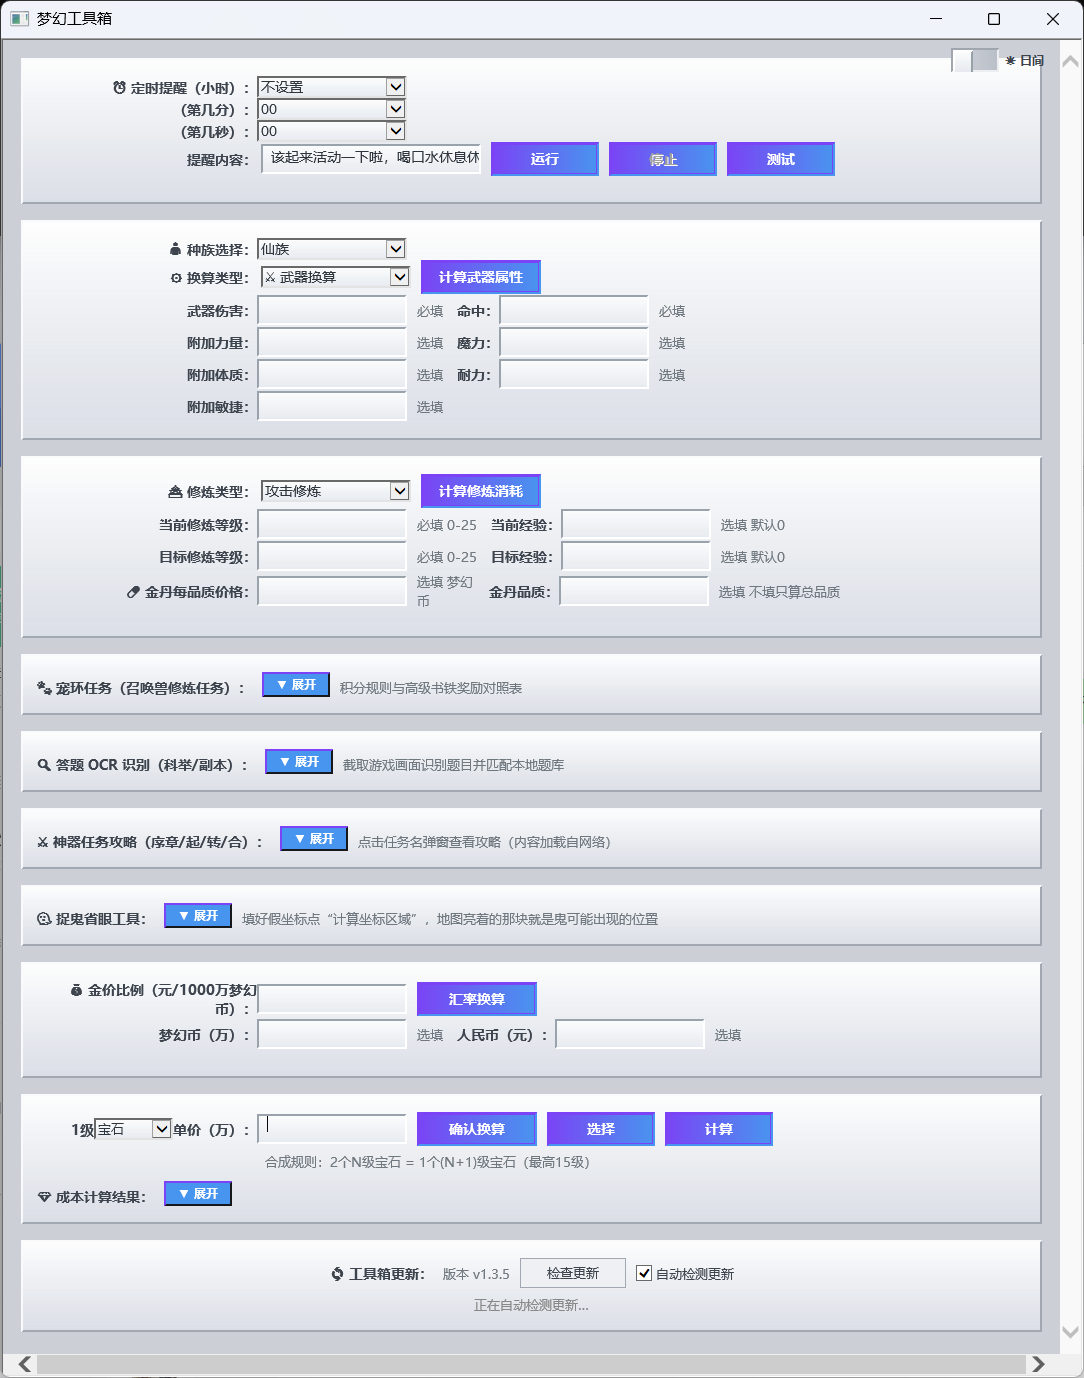 梦幻工具箱
日间
定时提醒（小时）： 不设置
（第几分）： 00
（第几秒）： 00
提醒内容： 该起来活动一下啦，喝口水休息休 运行 停止 测试
种族选择： 仙族
换算类型： ⚔ 武器换算 计算武器属性
武器伤害： 必填 命中： 必填
附加力量： 选填 魔力： 选填
附加体质： 选填 耐力： 选填
附加敏捷： 选填
修炼类型： 攻击修炼 计算修炼消耗
当前修炼等级： 必填 0-25 当前经验： 选填 默认0
目标修炼等级： 必填 0-25 目标经验： 选填 默认0
金丹每品质价格： 选填 梦幻币 金丹品质： 选填 不填只算总品质
宠环任务（召唤兽修炼任务）： ▼ 展开 积分规则与高级书铁奖励对照表
答题 OCR 识别（科举/副本）： ▼ 展开 截取游戏画面识别题目并匹配本地题库
⚔ 神器任务攻略（序章/起/转/合）： ▼ 展开 点击任务名弹窗查看攻略（内容加载自网络）
捉鬼省眼工具： ▼ 展开 填好假坐标点“计算坐标区域”，地图亮着的那块就是鬼可能出现的位置
金价比例（元/1000万梦幻币）： 汇率换算
梦幻币（万）： 选填 人民币（元）： 选填
1级 宝石 单价（万）： 确认换算 选择 计算
合成规则：2个N级宝石 = 1个(N+1)级宝石（最高15级）
成本计算结果： ▼ 展开
工具箱更新： 版本 v1.3.5 检查更新 自动检测更新
正在自动检测更新...